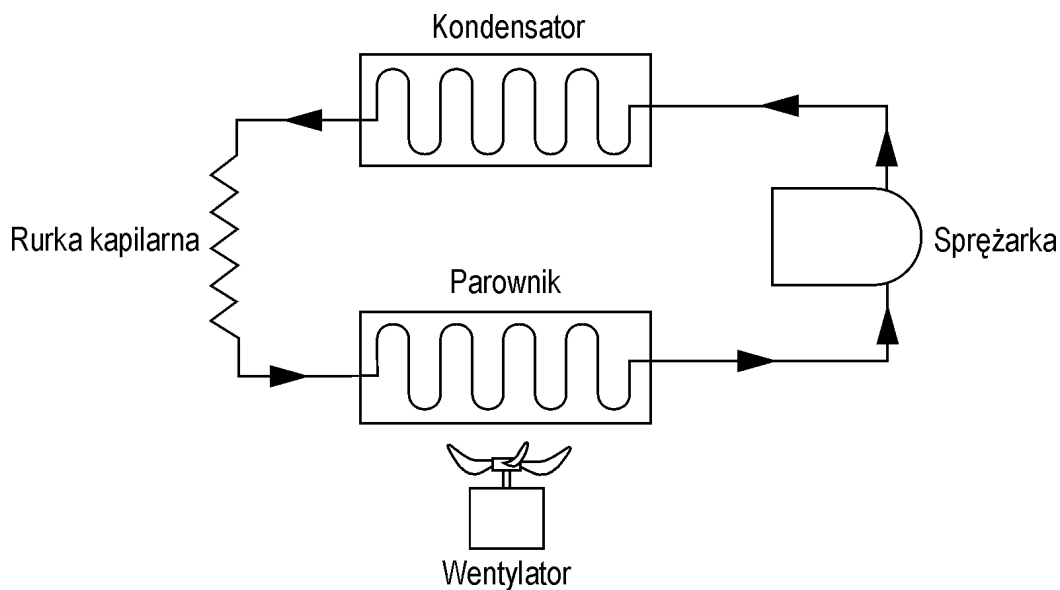 Kondensator
Rurka kapilarna
Sprężarka
Parownik
Wentylator